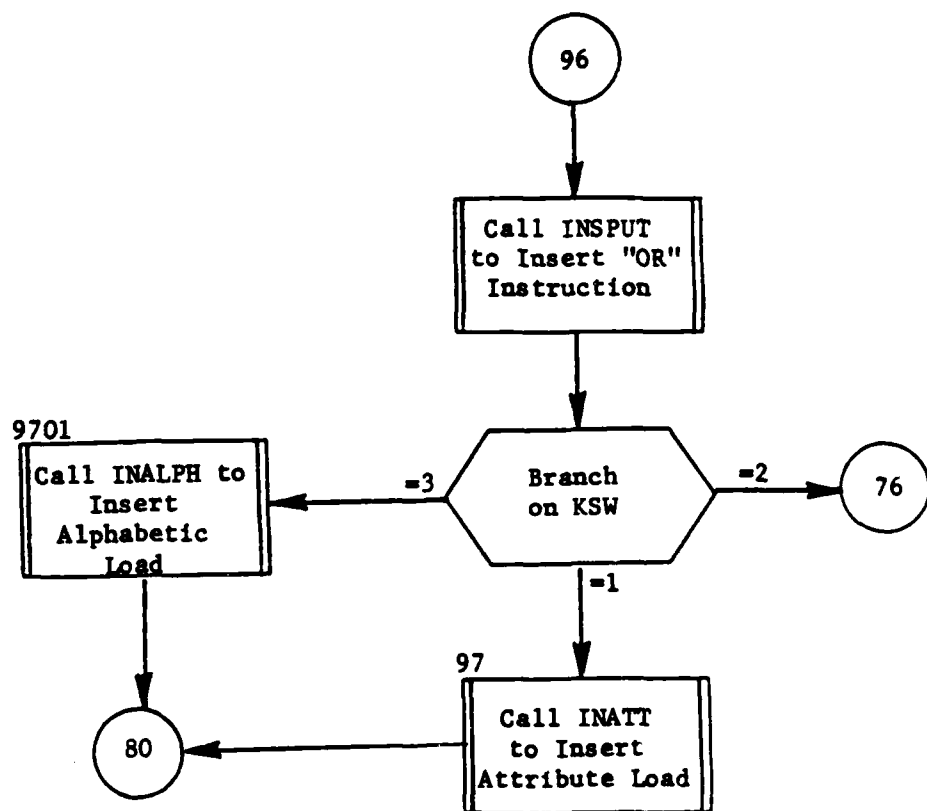 96
Call INSPUT
to Insert "OR"
Instruction
9701
Call INALPH to
Insert
Alphabetic
Load
=3
Branch
on KSW
=2
76
=1
97
Call INATT
to Insert
Attribute Load
80